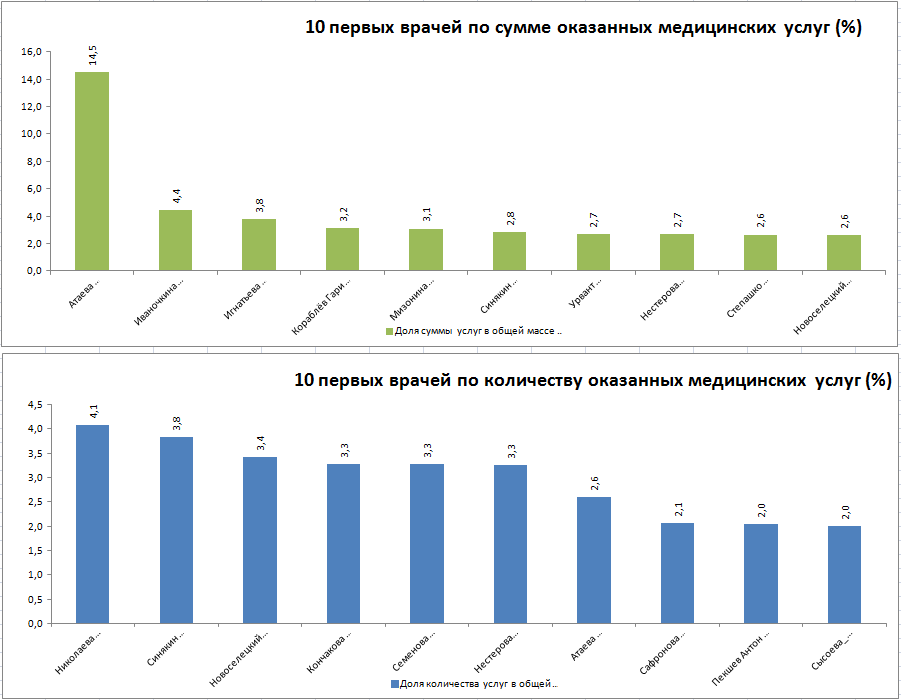 10 первых врачей по сумме оказанных медицинских услуг (%)
16,0
14,0
12,0
10,0
8,0
6,0
4,0
2,0
0,0
14,5
4,4
3,8
3,2
3,1
2,8
2,7
2,7
2,6
2,6
Атаева...
Иваночкина...
Игнатьева...
Кораблёв Гари...
Мизонина...
Синякин...
Урвант...
Нестерова...
Степашко...
Новоселецкий...
Доля суммы услуг в общей массе ..
10 первых врачей по количеству оказанных медицинских услуг (%)
4,5
4,0
3,5
3,0
2,5
2,0
1,5
1,0
0,5
0,0
4,1
3,8
3,4
3,3
3,3
3,3
2,6
2,1
2,0
2,0
Николаева...
Синякин...
Новоселецкий...
Кончакова...
Семенова...
Нестерова...
Атаева...
Сафронова...
Пекшев Антон ...
Сысоева_...
Доля количества услуг в общей..